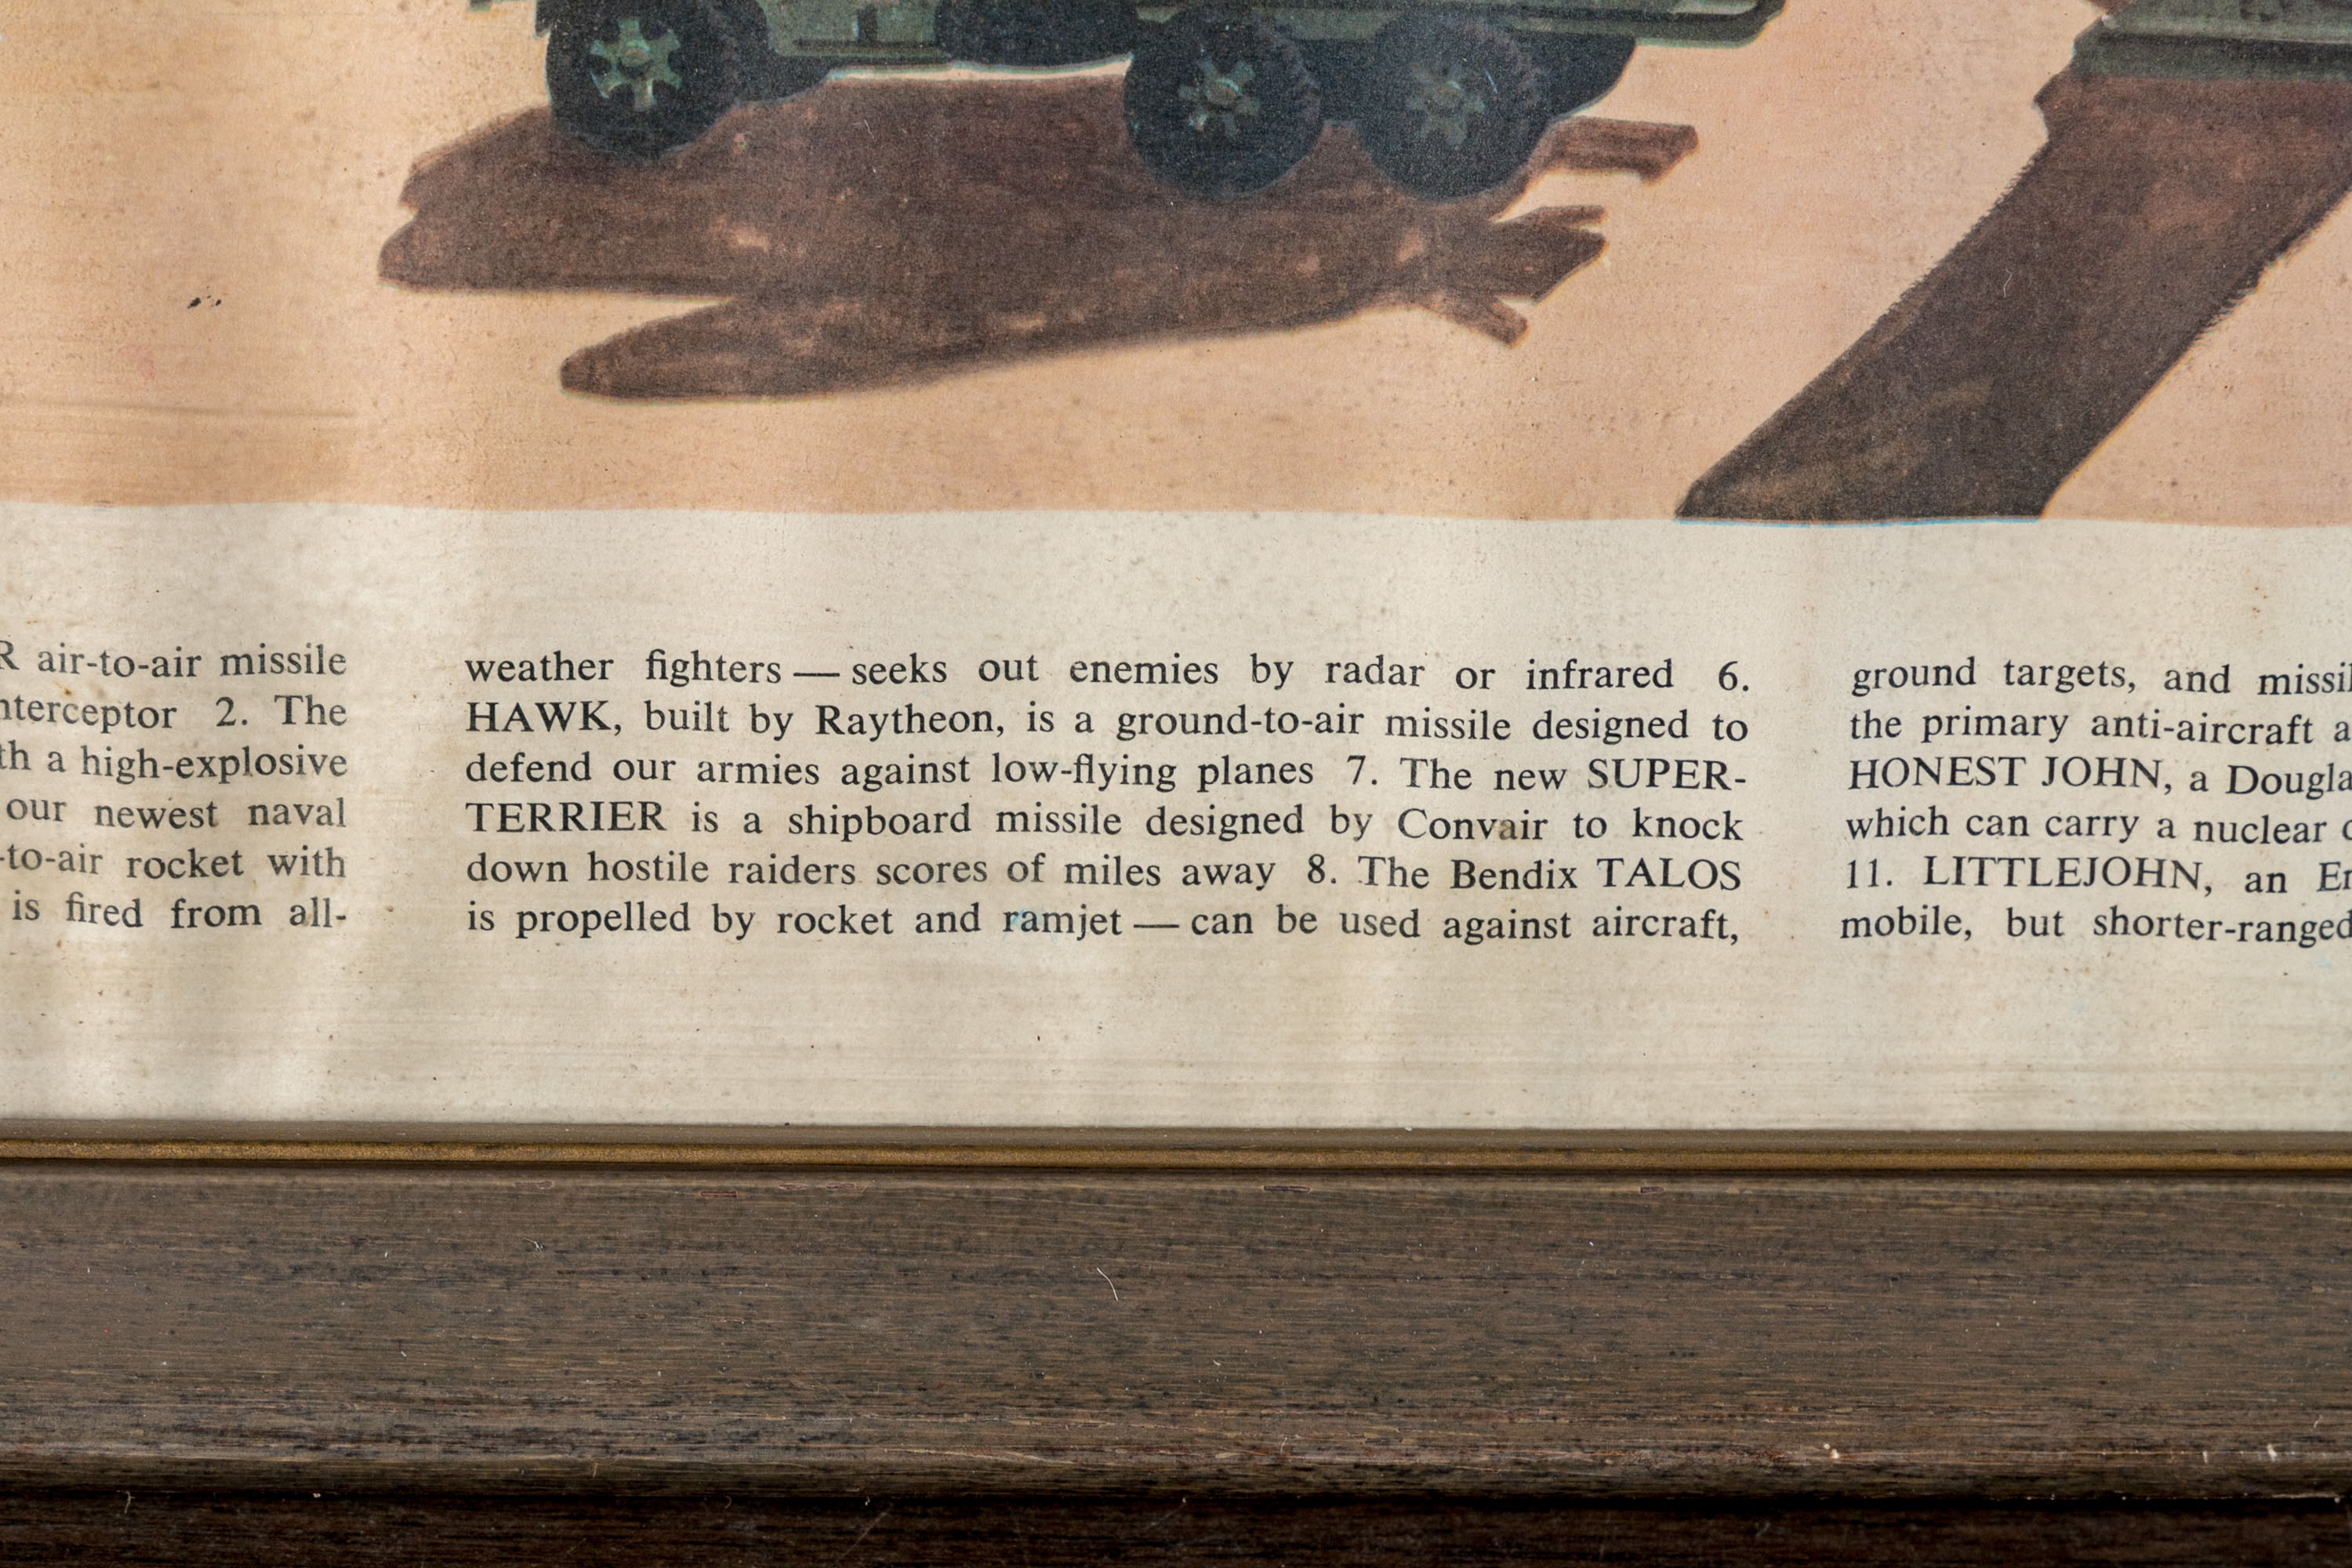 air-to-air missile
2. The
a high-explosive
our newest naval
-to-air rocket with
is fired from all-
weather fighters — seeks out enemies by radar or infrared 6.
HAWK, built by Raytheon, is a ground-to-air missile designed to
defend our armies against low-flying planes 7. The new SUPER-
TERRIER is a shipboard missile designed by Convair to knock
down hostile raiders scores of miles away 8. The Bendix TALOS
is propelled by rocket and ramjet — can be used against aircraft,
ground targets, and
the primary anti-aircraft
HONEST JOHN, a
which can carry a nuclear
11. LITTLEJOHN, an
mobile, but shorter-ranged